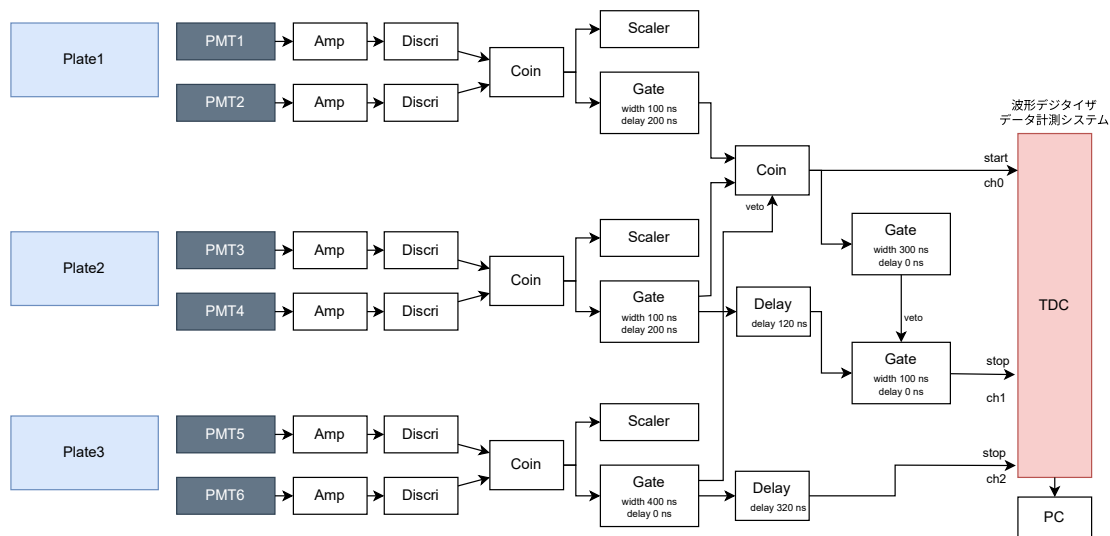 Plate1
PMT1
Amp
Discri
PMT2
Amp
Discri
Coin
Scaler
Gate
width 100 ns
delay 200 ns
Plate2
PMT3
Amp
Discri
PMT4
Amp
Discri
Coin
Scaler
Gate
width 100 ns
delay 200 ns
Plate3
PMT5
Amp
Discri
PMT6
Amp
Discri
Coin
Scaler
Gate
width 400 ns
delay 0 ns
Coin
veto
Delay
delay 120 ns
Delay
delay 320 ns
Gate
width 300 ns
delay 0 ns
veto
Gate
width 100 ns
delay 0 ns
波形デジタイザ
データ計測システム
start
ch0
stop
ch1
stop
ch2
TDC
PC